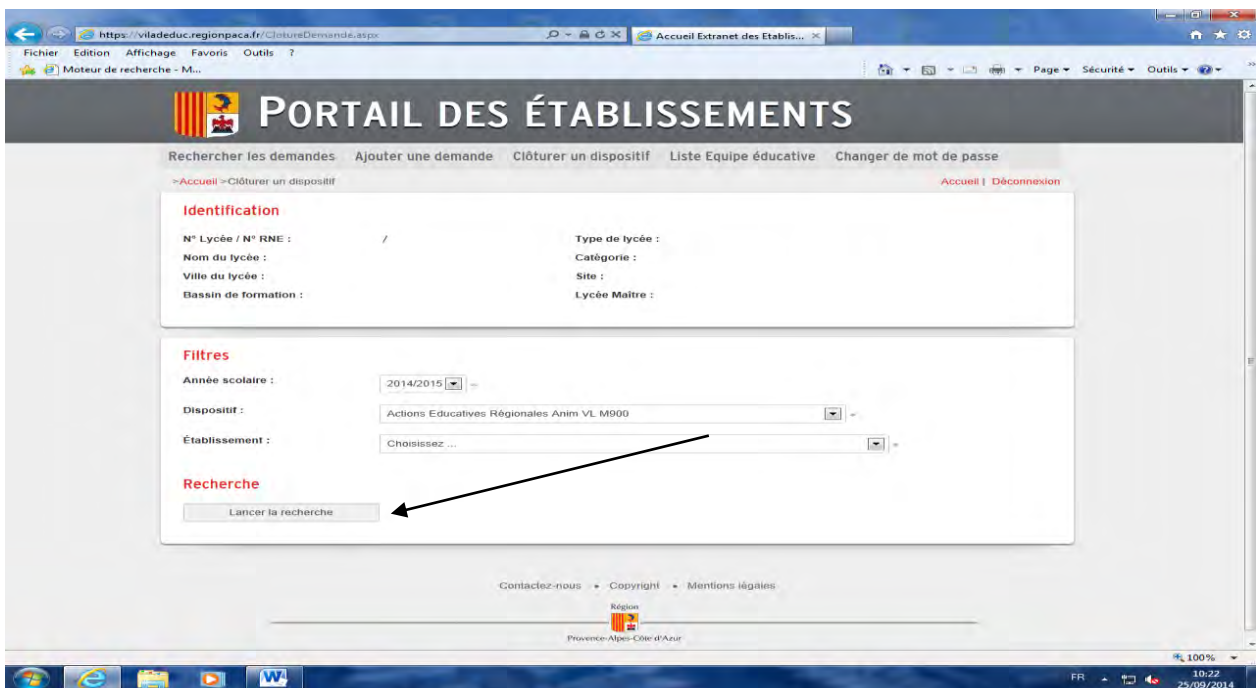 https://viladeduc.regionpaca.fr/ClotureDemande.aspx
Accueil Extranet des Etablis...
Fichier Edition Affichage Favoris Outils ?
Moteur de recherche - M...
Page Sécurité Outils
PORTAIL DES ÉTABLISSEMENTS
Rechercher les demandes Ajouter une demande Clôturer un dispositif Liste Equipe éducative Changer de mot de passe
>Accueil >Clôturer un dispositif Accueil | Déconnexion
Identification
N° Lycée / N° RNE : / Type de lycée :
Nom du lycée : Catégorie :
Ville du lycée : Site :
Bassin de formation : Lycée Maître :
Filtres
Année scolaire : 2014/2015
Dispositif : Actions Educatives Régionales Anim VL M900
Établissement : Choisissez ...
Recherche
Lancer la recherche
Contactez-nous • Copyright • Mentions légales
Région
Provence-Alpes-Côte d'Azur
100%
FR 10:22
25/09/2014